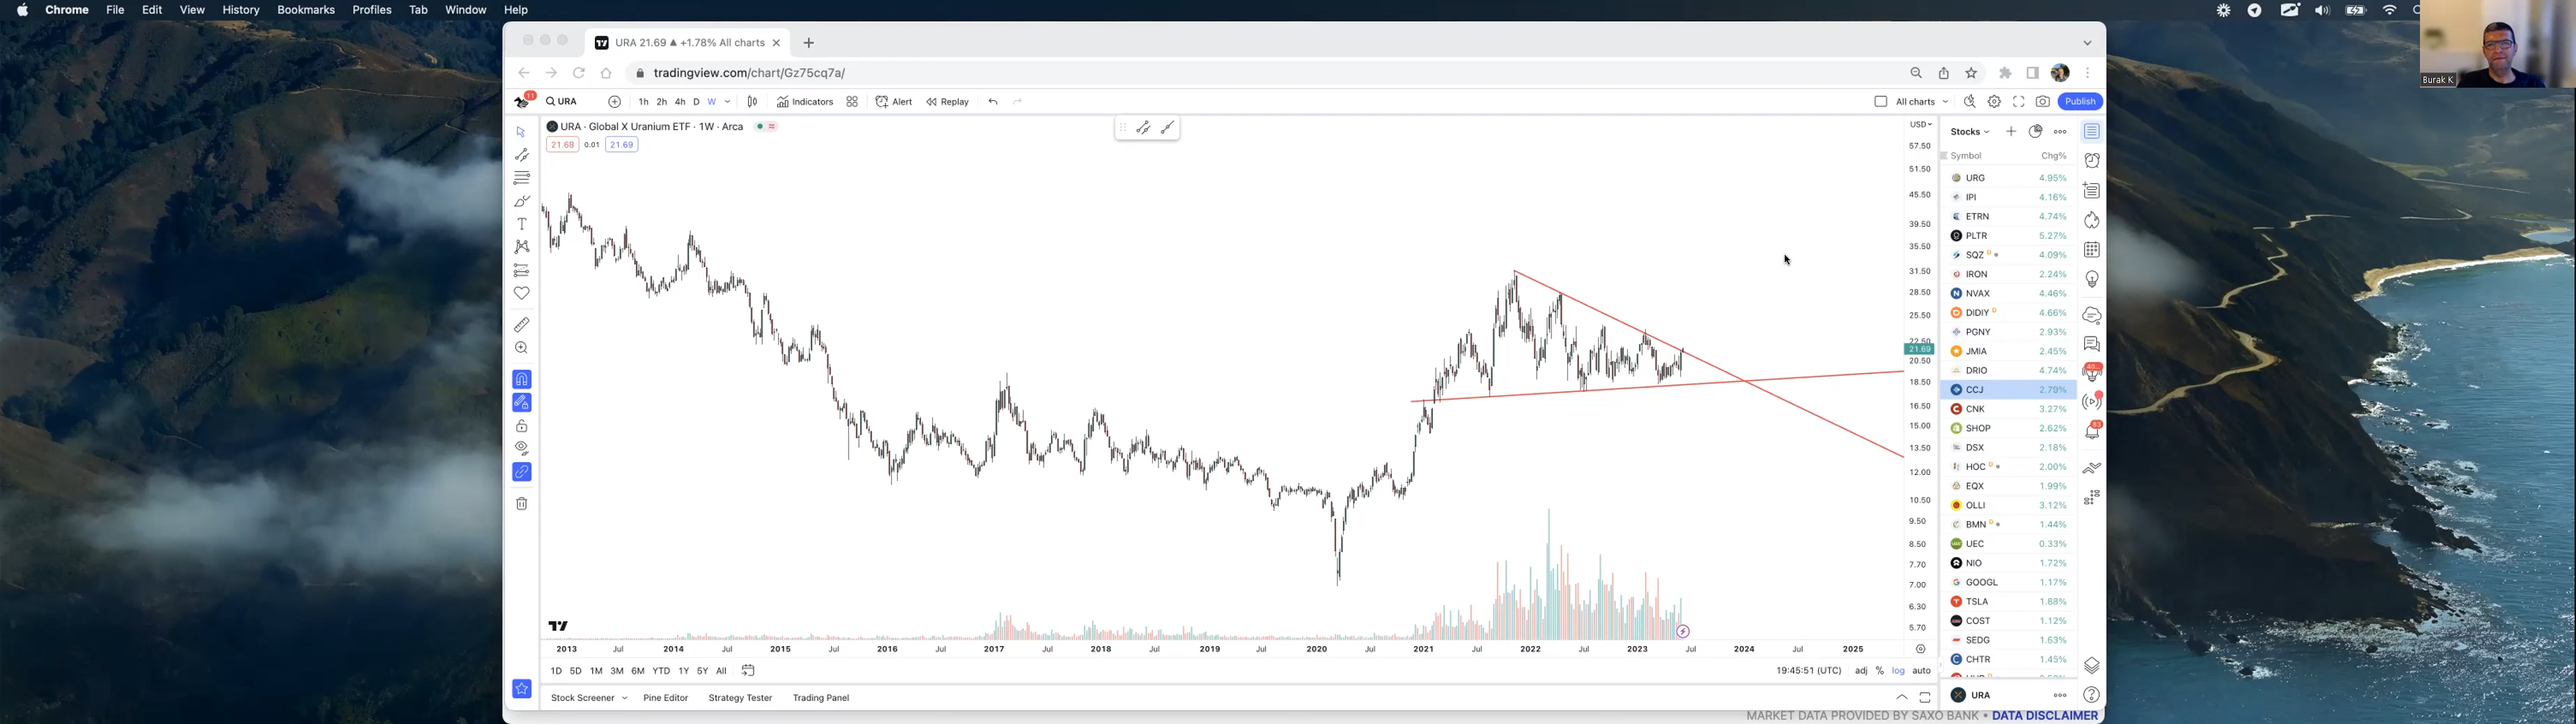 Chrome File Edit View History Bookmarks Profiles Tab Window Help
URA 21.69 ▲ +1.78% All charts
tradingview.com/chart/Gz75cq7a/
11
URA 1h 2h 4h D W Indicators Alert Replay All charts Publish
URA · Global X Uranium ETF · 1W · Arca
21.69 0.01 21.69
USD
57.50
51.50
45.50
39.50
35.50
31.50
28.50
25.50
22.50
21.69
20.50
18.50
16.50
15.00
13.50
12.00
10.50
9.50
8.50
7.70
7.00
6.30
5.70
2013 Jul 2014 Jul 2015 Jul 2016 Jul 2017 Jul 2018 Jul 2019 Jul 2020 Jul 2021 Jul 2022 Jul 2023 Jul 2024 Jul 2025
1D 5D 1M 3M 6M YTD 1Y 5Y All 19:45:51 (UTC) adj % log auto
Stock Screener Pine Editor Strategy Tester Trading Panel
Stocks
Symbol Chg%
URG 4.95%
IPI 4.16%
ETRN 4.74%
PLTR 5.27%
SQZ D 4.09%
IRON 2.24%
NVAX 4.46%
DIDIY D 4.66%
PGNY 2.93%
JMIA 2.45%
DRIO 4.74%
CCJ 2.79%
CNK 3.27%
SHOP 2.62%
DSX 2.18%
HOC D 2.00%
EQX 1.99%
OLLI 3.12%
BMN D 1.44%
UEC 0.33%
NIO 1.72%
GOOGL 1.17%
TSLA 1.88%
COST 1.12%
SEDG 1.63%
CHTR 1.45%
URA
Burak K
MARKET DATA PROVIDED BY SAXO BANK • DATA DISCLAIMER